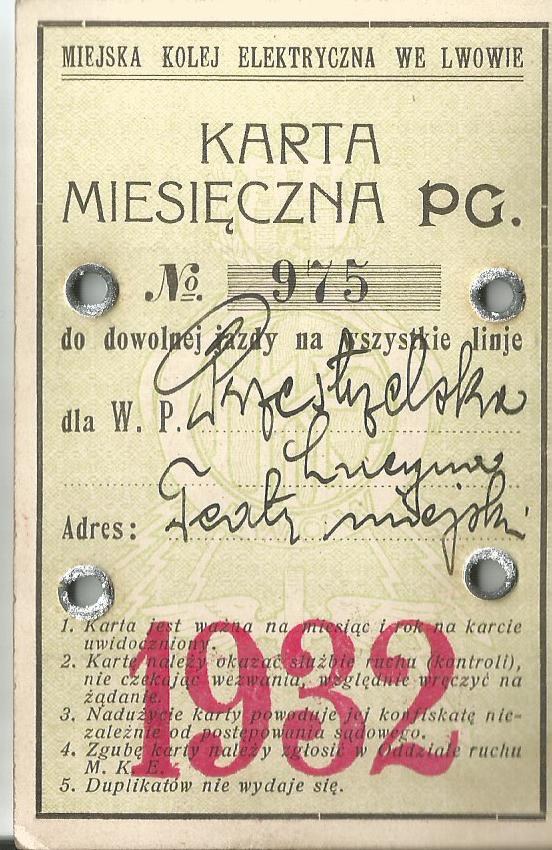 MIEJSKA KOLEJ ELEKTRYCZNA WE LWOWIE
KARTA
MIESIĘCZNA PG.
№. 975
do dowolnej jazdy na wszystkie linje
dla W. P. Przestrzelska
Lucyna
Adres: Teatr miejski
1. Karta jest ważna na miesiąc i rok na karcie
uwidoczniony.
2. Kartę należy okazać służbie ruchu (kontroli),
nie czekając wezwania, względnie wręczyć na
żądanie.
3. Nadużycie karty powoduje jej konfiskatę nie-
zależnie od postępowania sądowego.
4. Zgubę karty należy zgłosić w Oddziale ruchu
M. K. E.
5. Duplikatów nie wydaje się.
1932